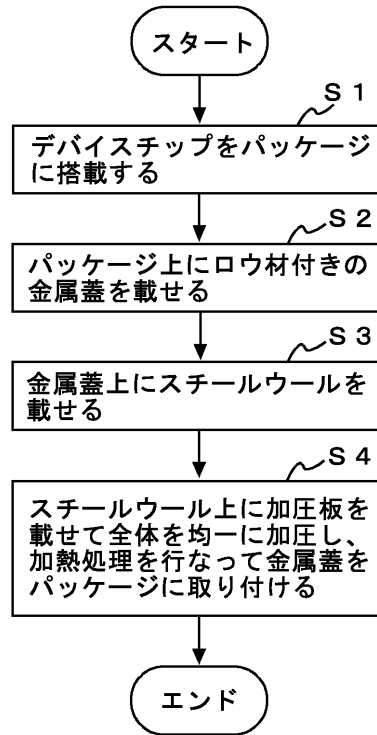 スタート
S1
デバイスチップをパッケージ
に搭載する
S2
パッケージ上にロウ材付きの
金属蓋を載せる
S3
金属蓋上にスチールウールを
載せる
S4
スチールウール上に加圧板を
載せて全体を均一に加圧し、
加熱処理を行なって金属蓋を
パッケージに取り付ける
エンド